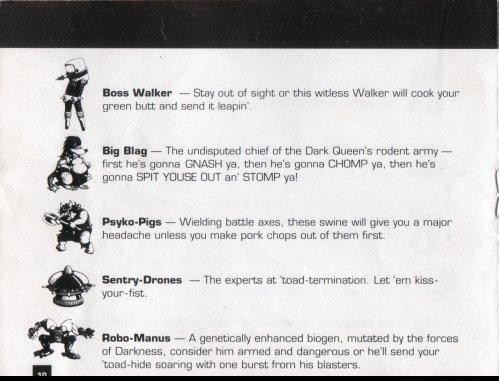 Boss Walker — Stay out of sight or this witless Walker will cook your
green butt and send it leapin'.
Big Blag — The undisputed chief of the Dark Queen's rodent army —
first he's gonna GNASH ya, then he's gonna CHOMP ya, then he's
gonna SPIT YOUSE OUT an' STOMP ya!
Psyko-Pigs — Wielding battle axes, these swine will give you a major
headache unless you make pork chops out of them first.
Sentry-Drones — The experts at 'toad-termination. Let 'em kiss-
your-fist.
Robo-Manus — A genetically enhanced biogen, mutated by the forces
of Darkness, consider him armed and dangerous or he'll send your
'toad-hide soaring with one burst from his blasters.